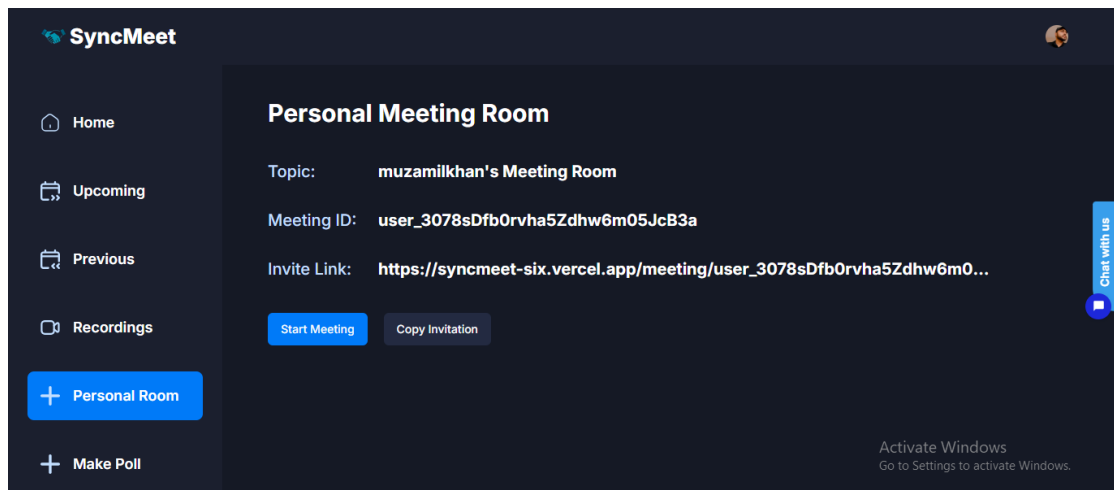 SyncMeet
Home
Upcoming
Previous
Recordings
Personal Room
Make Poll
Personal Meeting Room
Topic: muzamilkhan's Meeting Room
Meeting ID: user_3078sDfb0rvha5Zdhw6m05JcB3a
Invite Link: https://syncmeet-six.vercel.app/meeting/user_3078sDfb0rvha5Zdhw6m0...
Start Meeting Copy Invitation
Chat with us
Activate Windows
Go to Settings to activate Windows.